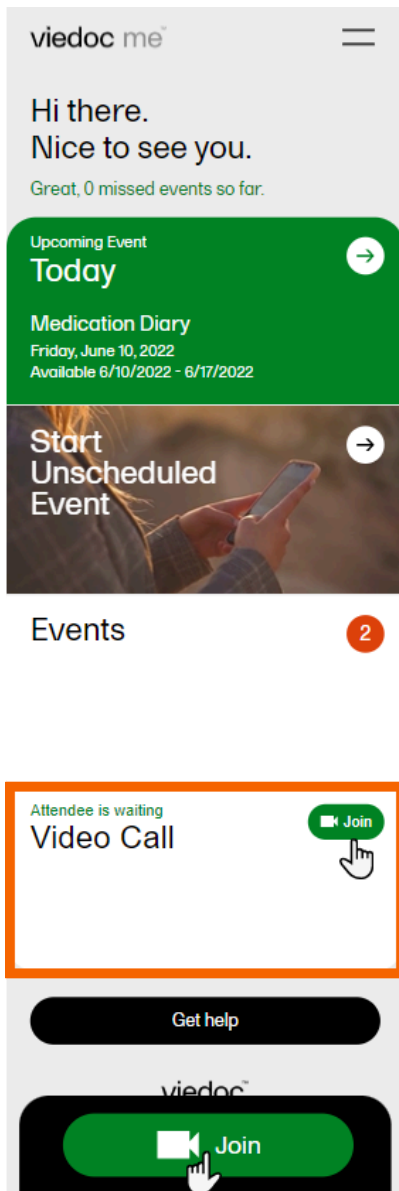 viedoc me™
Hi there.
Nice to see you.
Great, 0 missed events so far.
Upcoming Event
Today
Medication Diary
Friday, June 10, 2022
Available 6/10/2022 - 6/17/2022
Start
Unscheduled
Event
Events
2
Attendee is waiting
Join
Video Call
Get help
viedoc™
Join